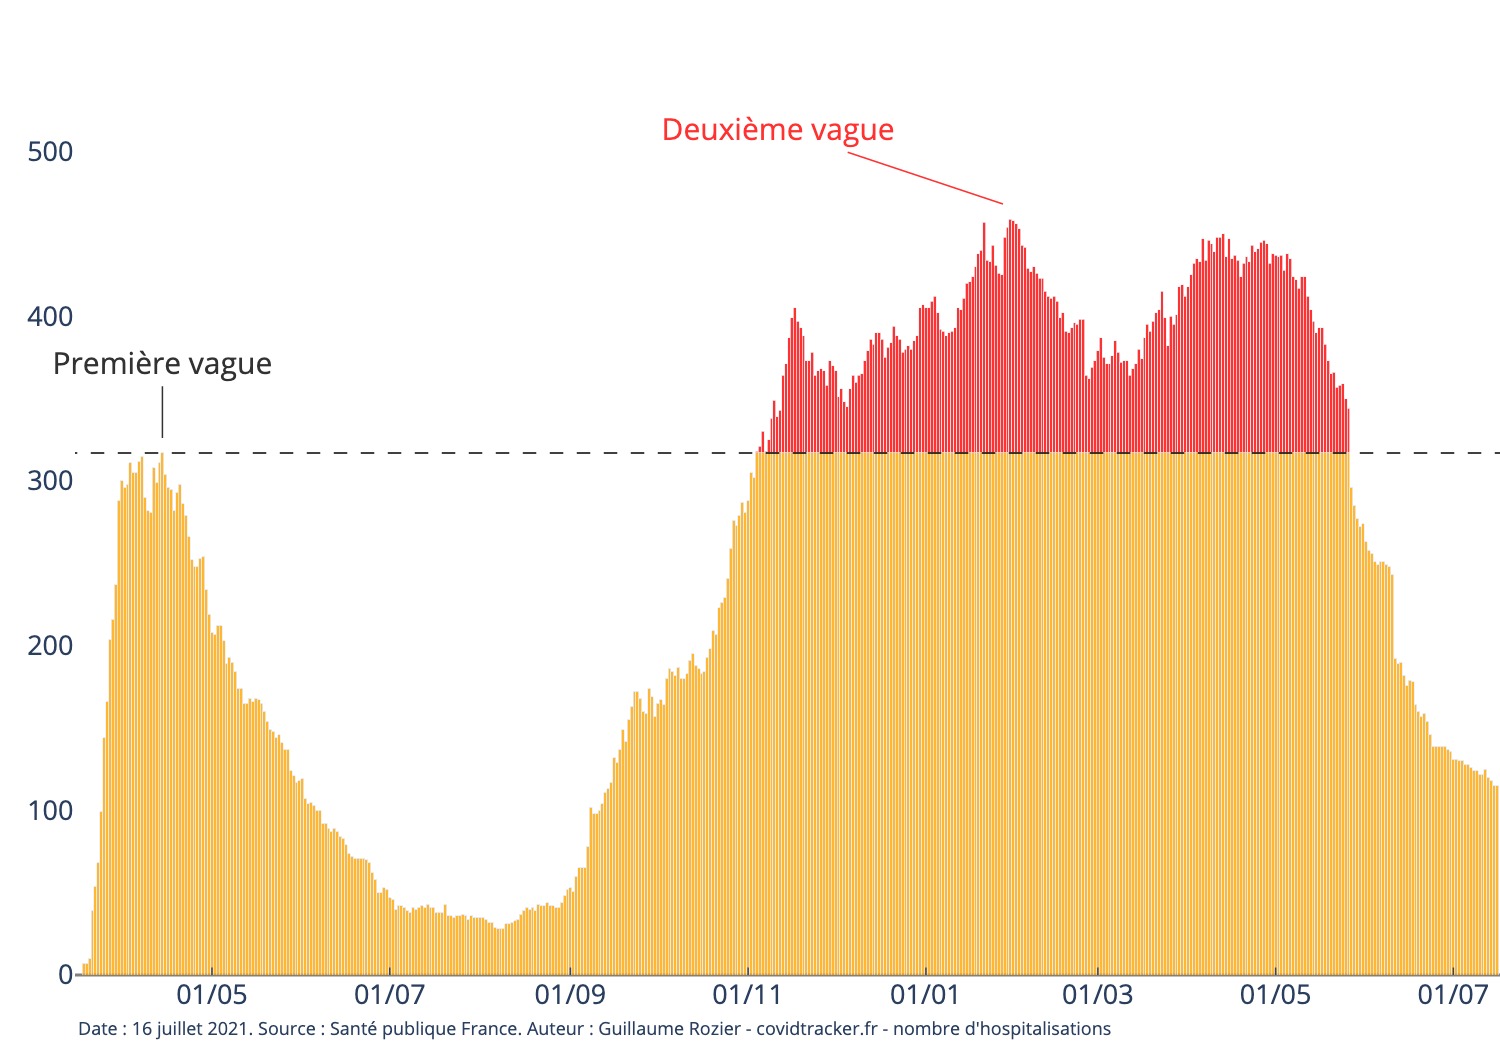 Deuxième vague
500
400
Première vague
300
200
100
0
01/05 01/07 01/09 01/11 01/01 01/03 01/05 01/07
Date : 16 juillet 2021. Source : Santé publique France. Auteur : Guillaume Rozier - covidtracker.fr - nombre d'hospitalisations